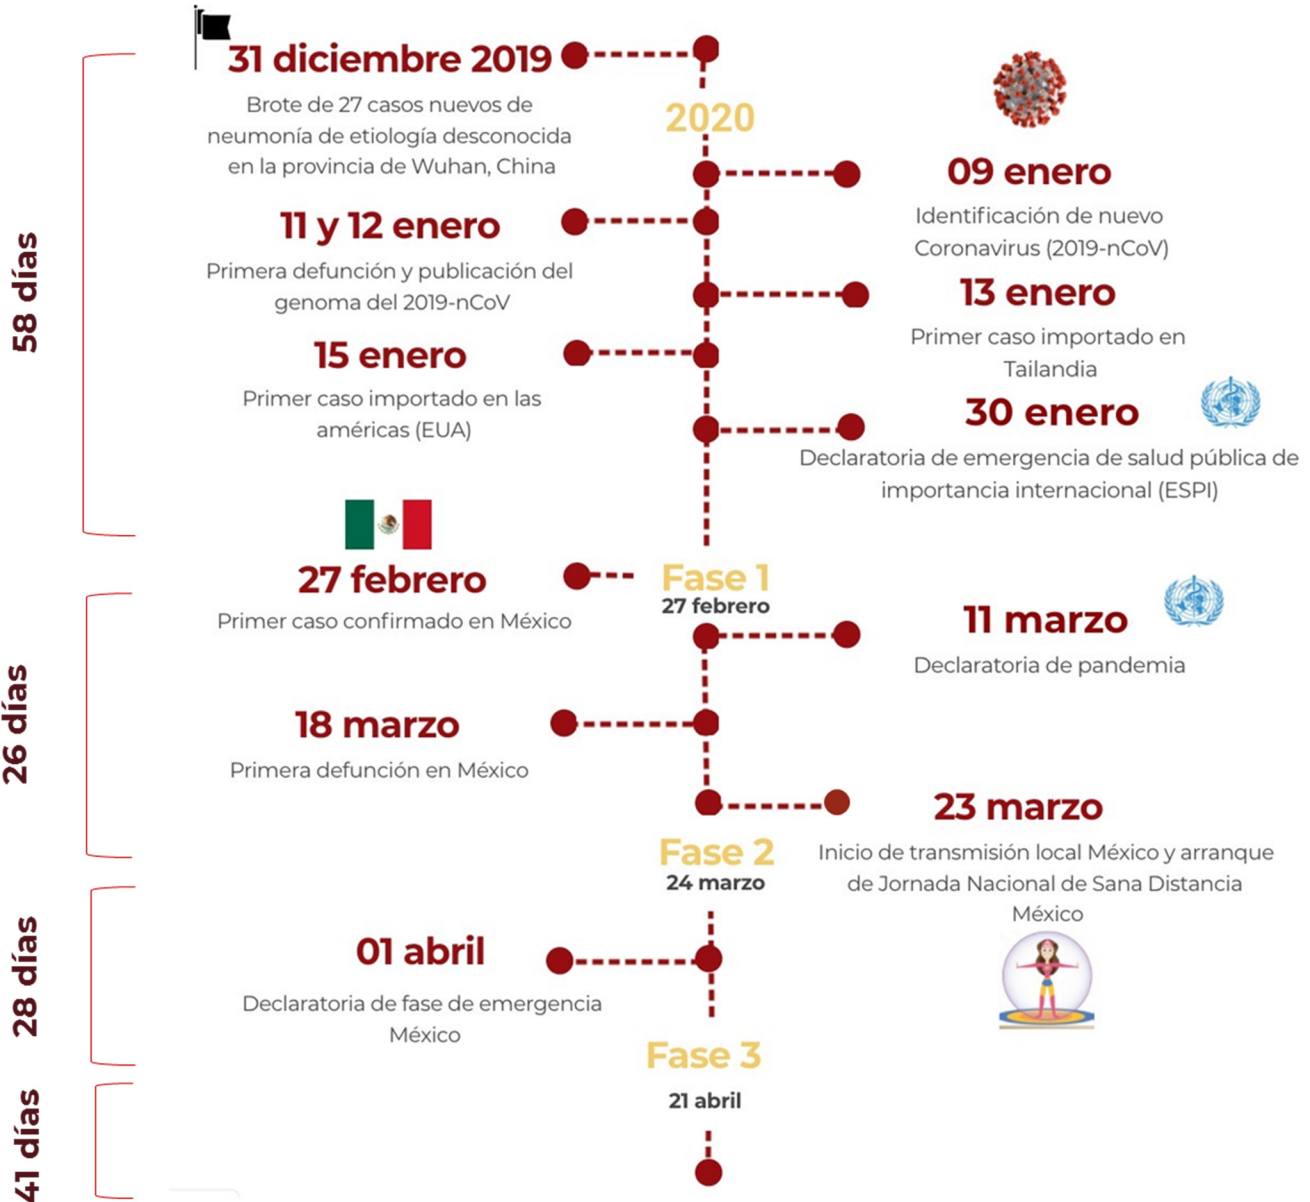 31 diciembre 2019
Brote de 27 casos nuevos de
neumonía de etiología desconocida
en la provincia de Wuhan, China
2020
09 enero
Identificación de nuevo
Coronavirus (2019-nCoV)
11 y 12 enero
Primera defunción y publicación del
genoma del 2019-nCoV
13 enero
Primer caso importado en
Tailandia
15 enero
Primer caso importado en las
américas (EUA)
30 enero
Declaratoria de emergencia de salud pública de
importancia internacional (ESPI)
58 días
Fase 1
27 febrero
27 febrero
Primer caso confirmado en México
11 marzo
Declaratoria de pandemia
18 marzo
Primera defunción en México
23 marzo
Inicio de transmisión local México y arranque
de Jornada Nacional de Sana Distancia
México
26 días
Fase 2
24 marzo
01 abril
Declaratoria de fase de emergencia
México
28 días
Fase 3
21 abril
41 días